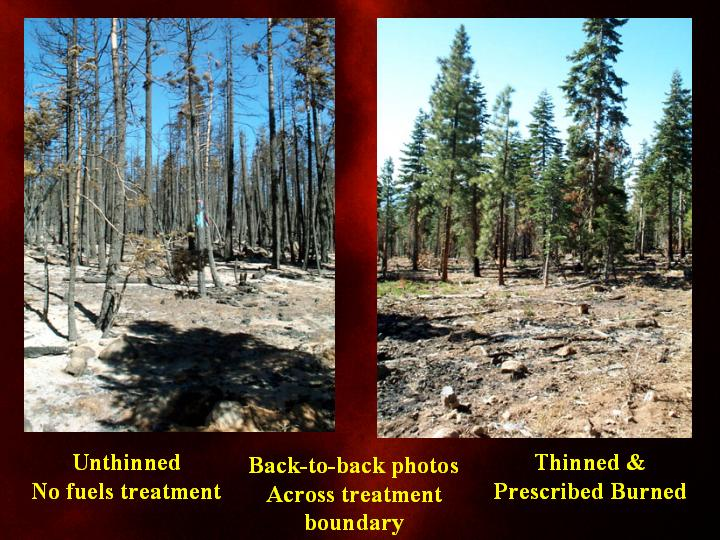 Unthinned
No fuels treatment
Back-to-back photos
Across treatment
boundary
Thinned &
Prescribed Burned